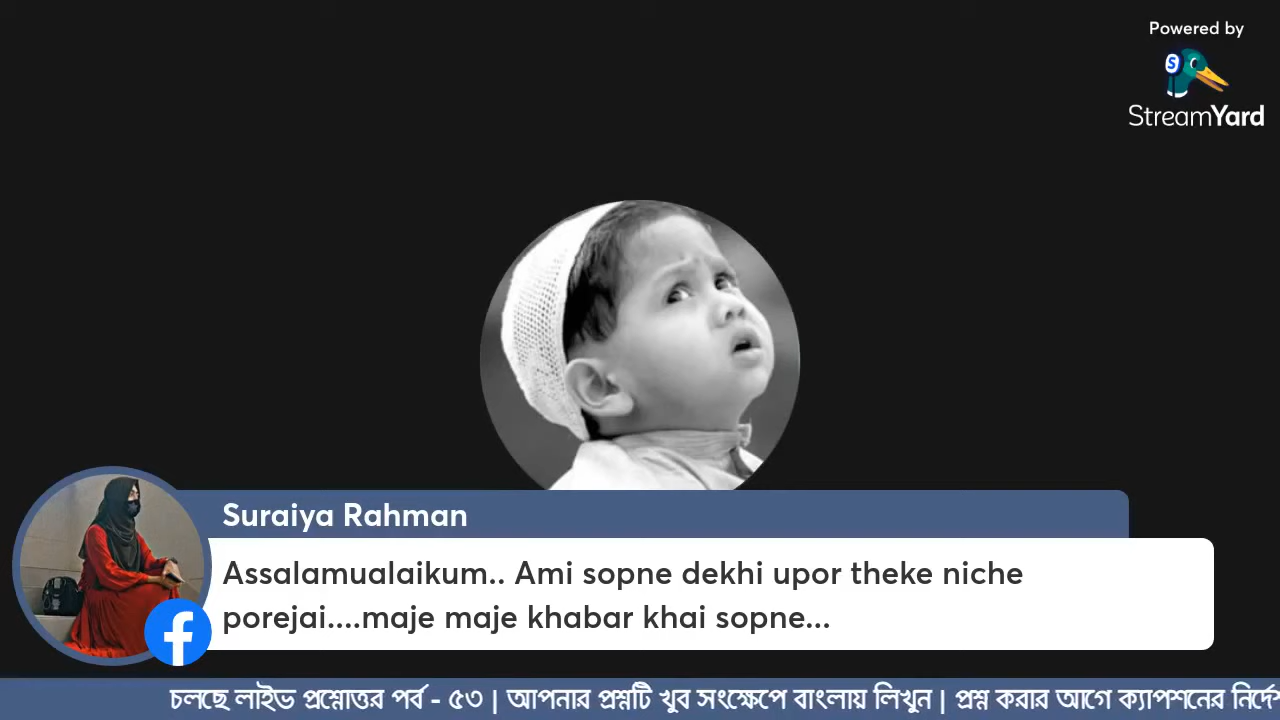 Powered by
StreamYard
Suraiya Rahman
Assalamualaikum.. Ami sopne dekhi upor theke niche
porejai....maje maje khabar khai sopne...
চলছে লাইভ প্রশ্নোত্তর পর্ব - ৫৩ | আপনার প্রশ্নটি খুব সংক্ষেপে বাংলায় লিখুন | প্রশ্ন করার আগে ক্যাপশনের